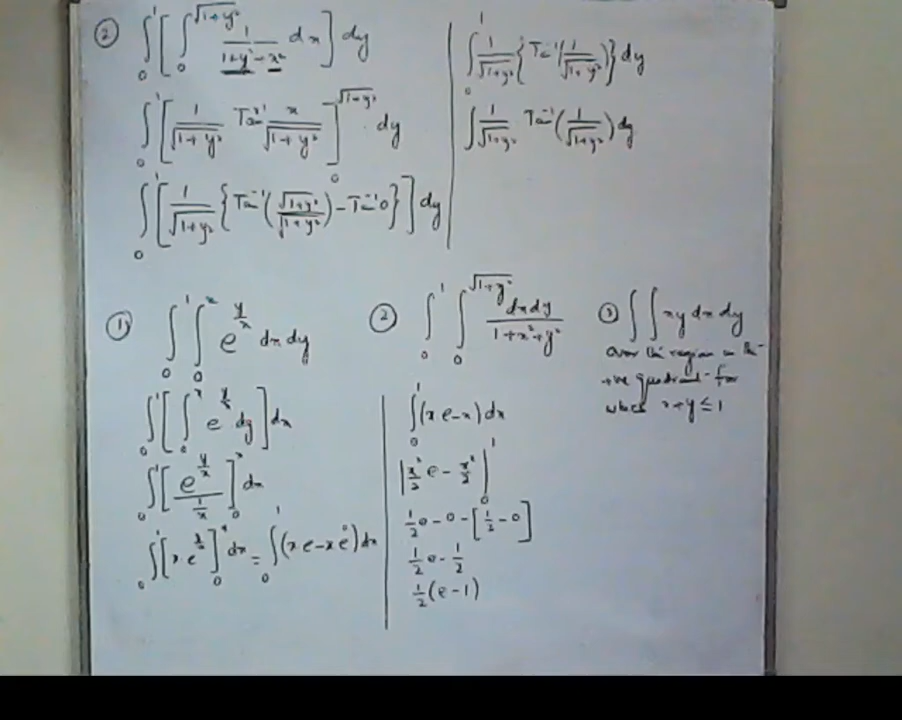 ② ∫₀¹ [ ∫₀^√(1+y²) 1/(1+y²+x²) dx ] dy
∫₀¹ [ 1/√(1+y²) Tan⁻¹ x/√(1+y²) ]₀^√(1+y²) dy
∫₀¹ [ 1/√(1+y²) { Tan⁻¹( √(1+y²)/√(1+y²) ) - Tan⁻¹0 } ] dy
∫₀¹ 1/√(1+y²) { Tan⁻¹( 1/√(1+y²) ) } dy
∫ 1/√(1+y²) Tan⁻¹( 1/√(1+y²) ) dy
① ∫₀¹ ∫₀ˣ e^(y/x) dx dy
∫₀¹ [ ∫₀ˣ e^(y/x) dy ] dx
∫₀¹ [ e^(y/x) / (1/x) ]₀ˣ dx
∫₀¹ [ x e^(y/x) ]₀ˣ dx = ∫₀¹ (x e - x e⁰) dx
② ∫₀¹ ∫₀^√(1+y²) dx dy / (1+x²+y²)
∫₀¹ (x e - x) dx
| x²/2 e - x²/2 |₀¹
1/2 e - 0 - [ 1/2 - 0 ]
1/2 e - 1/2
1/2 (e - 1)
③ ∫∫ xy dx dy
over the region in the
+ve quadrant for
which x+y ≤ 1